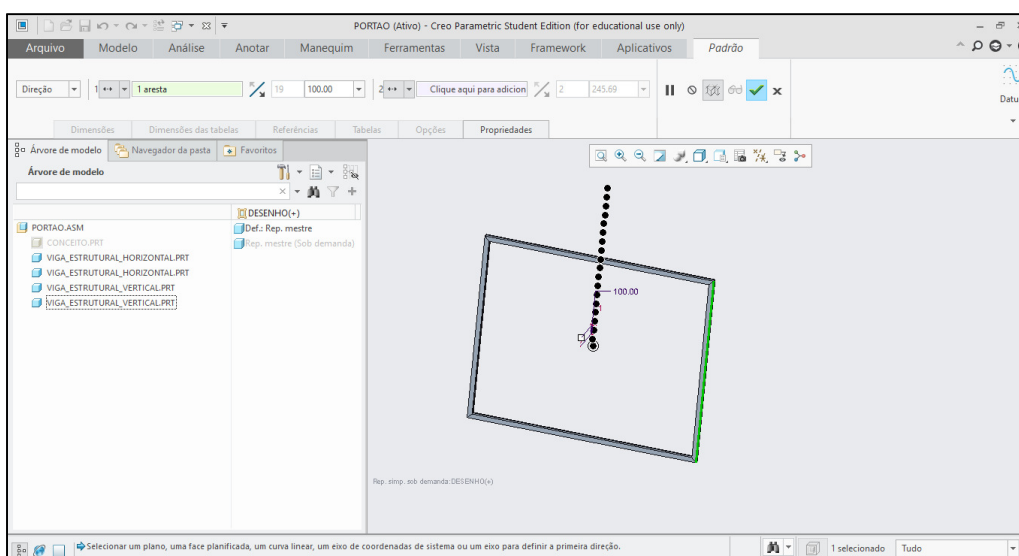 PORTAO (Ativo) - Creo Parametric Student Edition (for educational use only)
Arquivo Modelo Análise Anotar Manequim Ferramentas Vista Framework Aplicativos Padrão
Direção 1 1 aresta 19 100.00 2 Clique aqui para adicion 2 245.69
Datu
Dimensões Dimensões das tabelas Referências Tabelas Opções Propriedades
Árvore de modelo Navegador da pasta Favoritos
Árvore de modelo
DESENHO(+)
PORTAO.ASM Def.: Rep. mestre
CONCEITO.PRT Rep. mestre (Sob demanda)
VIGA_ESTRUTURAL_HORIZONTAL.PRT
VIGA_ESTRUTURAL_HORIZONTAL.PRT
VIGA_ESTRUTURAL_VERTICAL.PRT
VIGA_ESTRUTURAL_VERTICAL.PRT
100.00
1
Rep. simp. sob demanda:DESENHO(+)
Selecionar um plano, uma face planificada, um curva linear, um eixo de coordenadas de sistema ou um eixo para definir a primeira direção.
1 selecionado Tudo